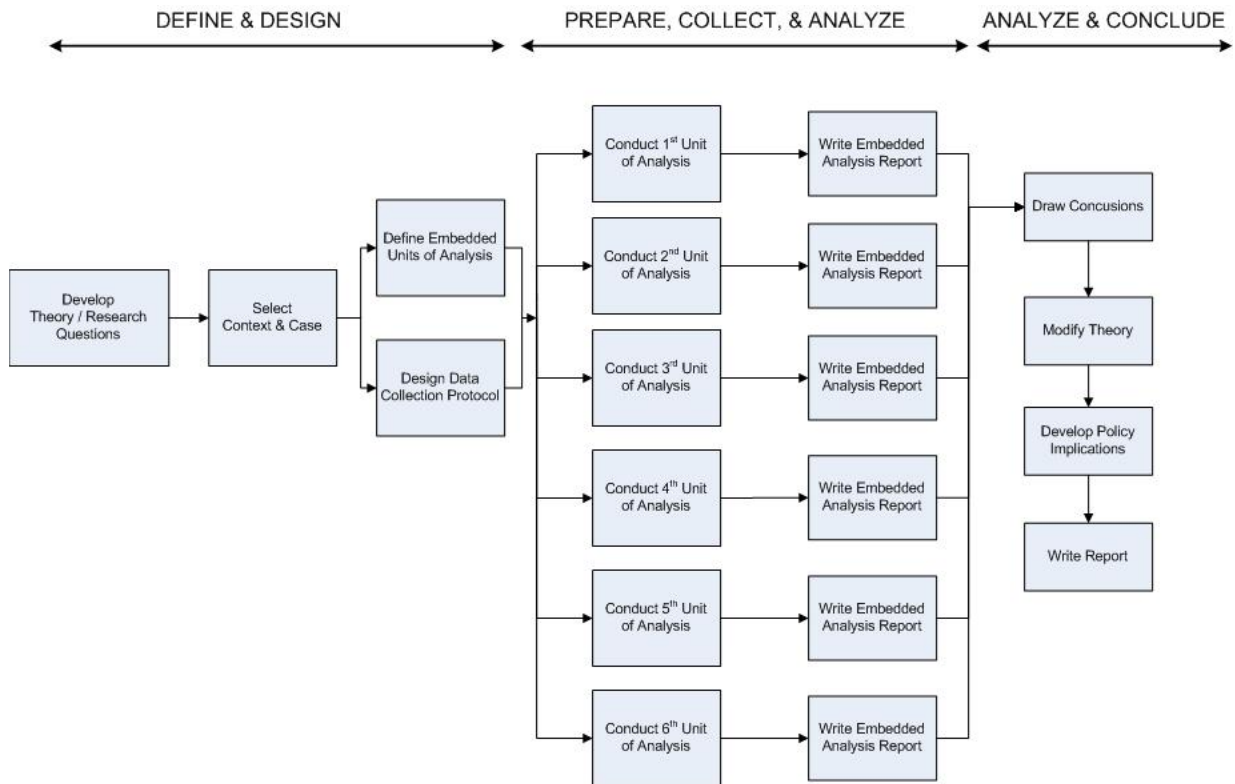 DEFINE & DESIGN
PREPARE, COLLECT, & ANALYZE
ANALYZE & CONCLUDE
Develop
Theory / Research
Questions
Select
Context & Case
Define Embedded
Units of Analysis
Design Data
Collection Protocol
Conduct 1st Unit
of Analysis
Write Embedded
Analysis Report
Conduct 2nd Unit
of Analysis
Write Embedded
Analysis Report
Conduct 3rd Unit
of Analysis
Write Embedded
Analysis Report
Conduct 4th Unit
of Analysis
Write Embedded
Analysis Report
Conduct 5th Unit
of Analysis
Write Embedded
Analysis Report
Conduct 6th Unit
of Analysis
Write Embedded
Analysis Report
Draw Concusions
Modify Theory
Develop Policy
Implications
Write Report